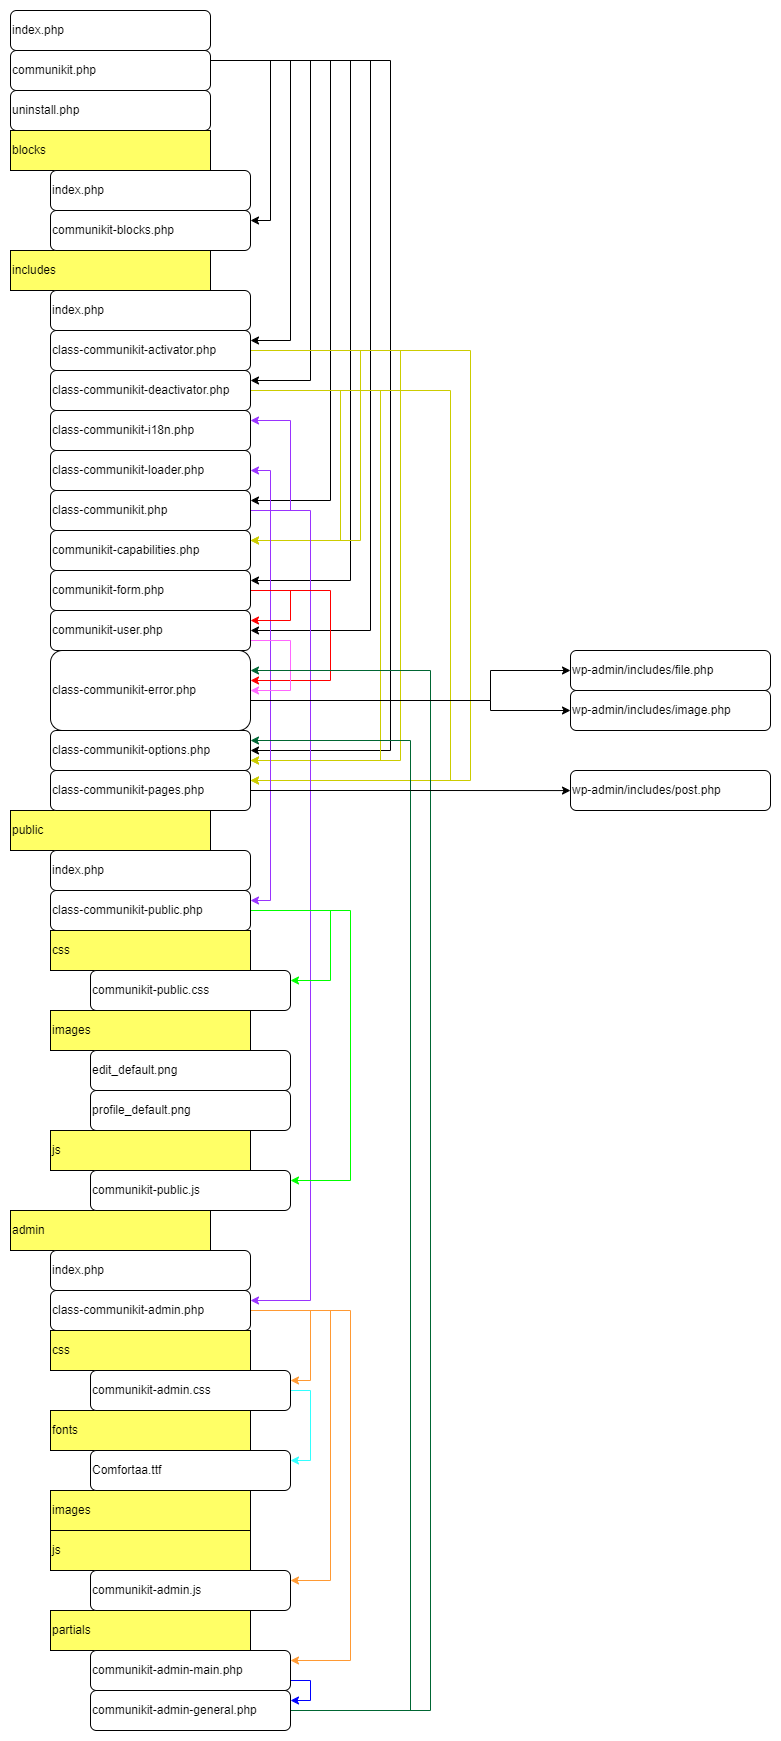 index.php
communikit.php
uninstall.php
blocks
index.php
communikit-blocks.php
includes
index.php
class-communikit-activator.php
class-communikit-deactivator.php
class-communikit-i18n.php
class-communikit-loader.php
class-communikit.php
communikit-capabilities.php
communikit-form.php
communikit-user.php
class-communikit-error.php
wp-admin/includes/file.php
wp-admin/includes/image.php
class-communikit-options.php
class-communikit-pages.php
wp-admin/includes/post.php
public
index.php
class-communikit-public.php
css
communikit-public.css
images
edit_default.png
profile_default.png
js
communikit-public.js
admin
index.php
class-communikit-admin.php
css
communikit-admin.css
fonts
Comfortaa.ttf
images
js
communikit-admin.js
partials
communikit-admin-main.php
communikit-admin-general.php